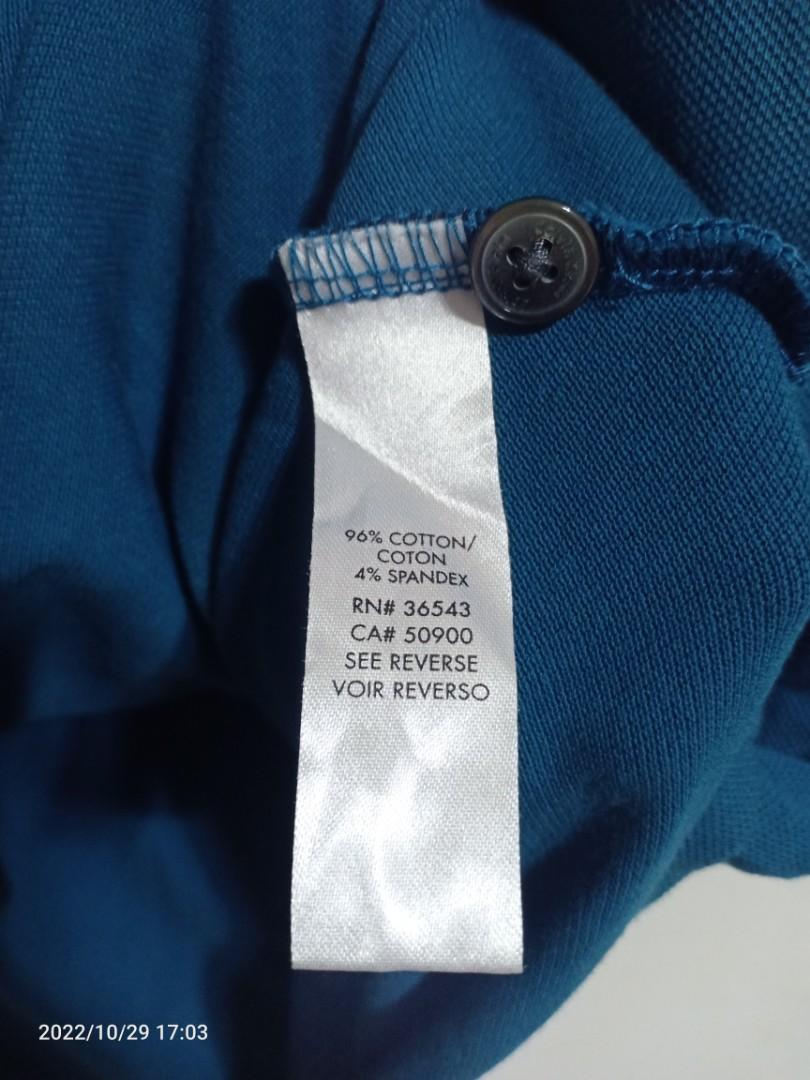 96% COTTON/
COTON
4% SPANDEX
RN# 36543
CA# 50900
SEE REVERSE
VOIR REVERSO
2022/10/29 17:03